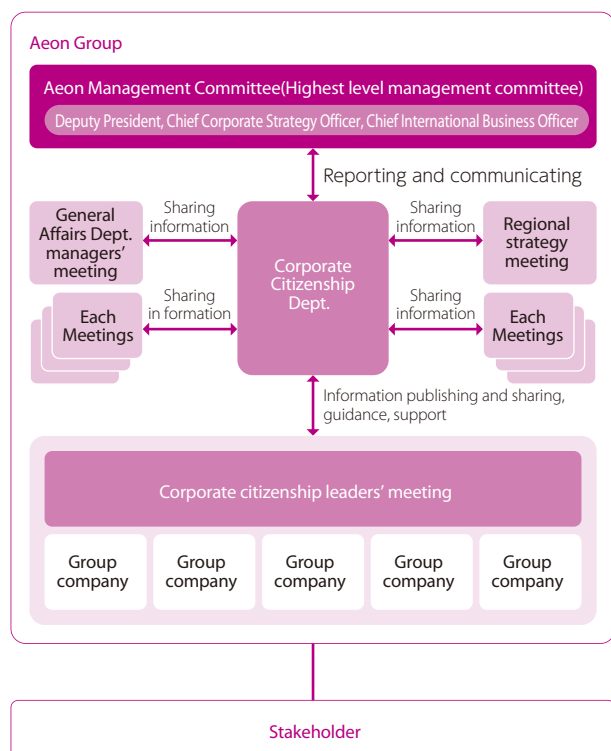 Aeon Group
Aeon Management Committee(Highest level management committee)
Deputy President, Chief Corporate Strategy Officer, Chief International Business Officer
Reporting and communicating
General
Affairs Dept.
managers’
meeting
Sharing
information
Corporate
Citizenship
Dept.
Sharing
information
Regional
strategy
meeting
Each
Meetings
Sharing
in formation
Sharing
information
Each
Meetings
Information publishing and sharing,
guidance, support
Corporate citizenship leaders’ meeting
Group
company
Group
company
Group
company
Group
company
Group
company
Stakeholder